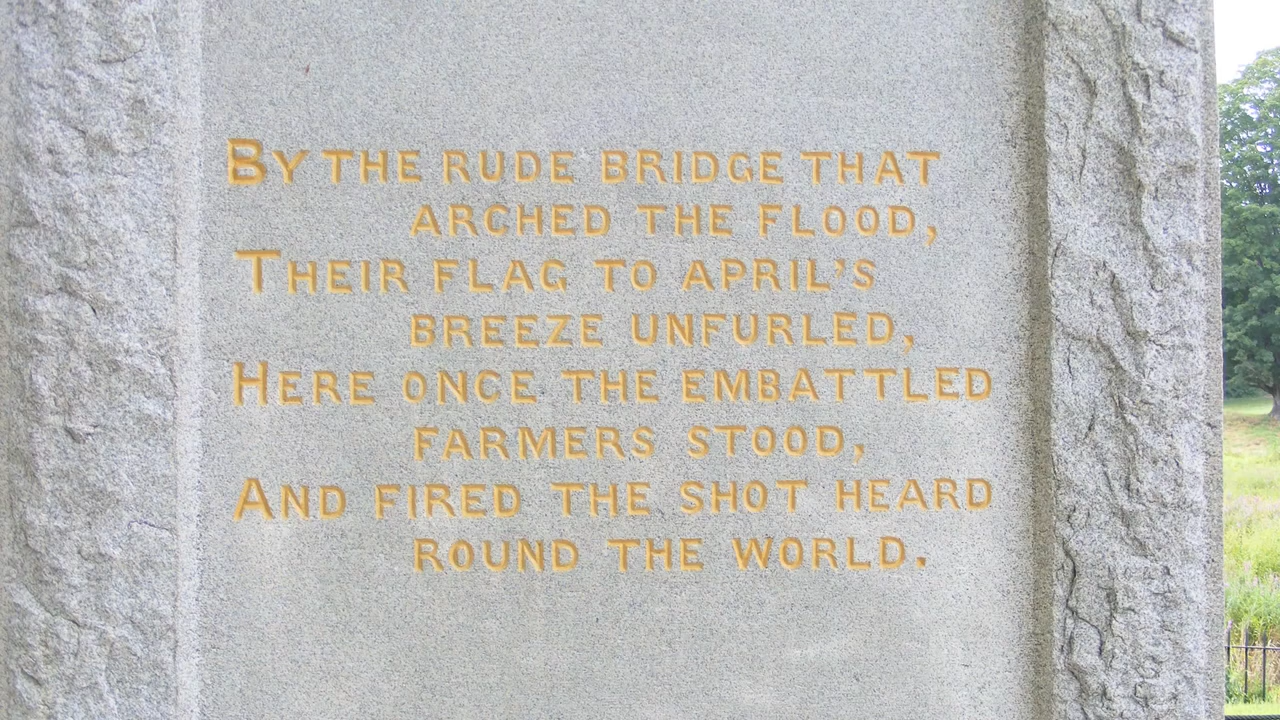 BY THE RUDE BRIDGE THAT
ARCHED THE FLOOD,
THEIR FLAG TO APRIL'S
BREEZE UNFURLED,
HERE ONCE THE EMBATTLED
FARMERS STOOD,
AND FIRED THE SHOT HEARD
ROUND THE WORLD.